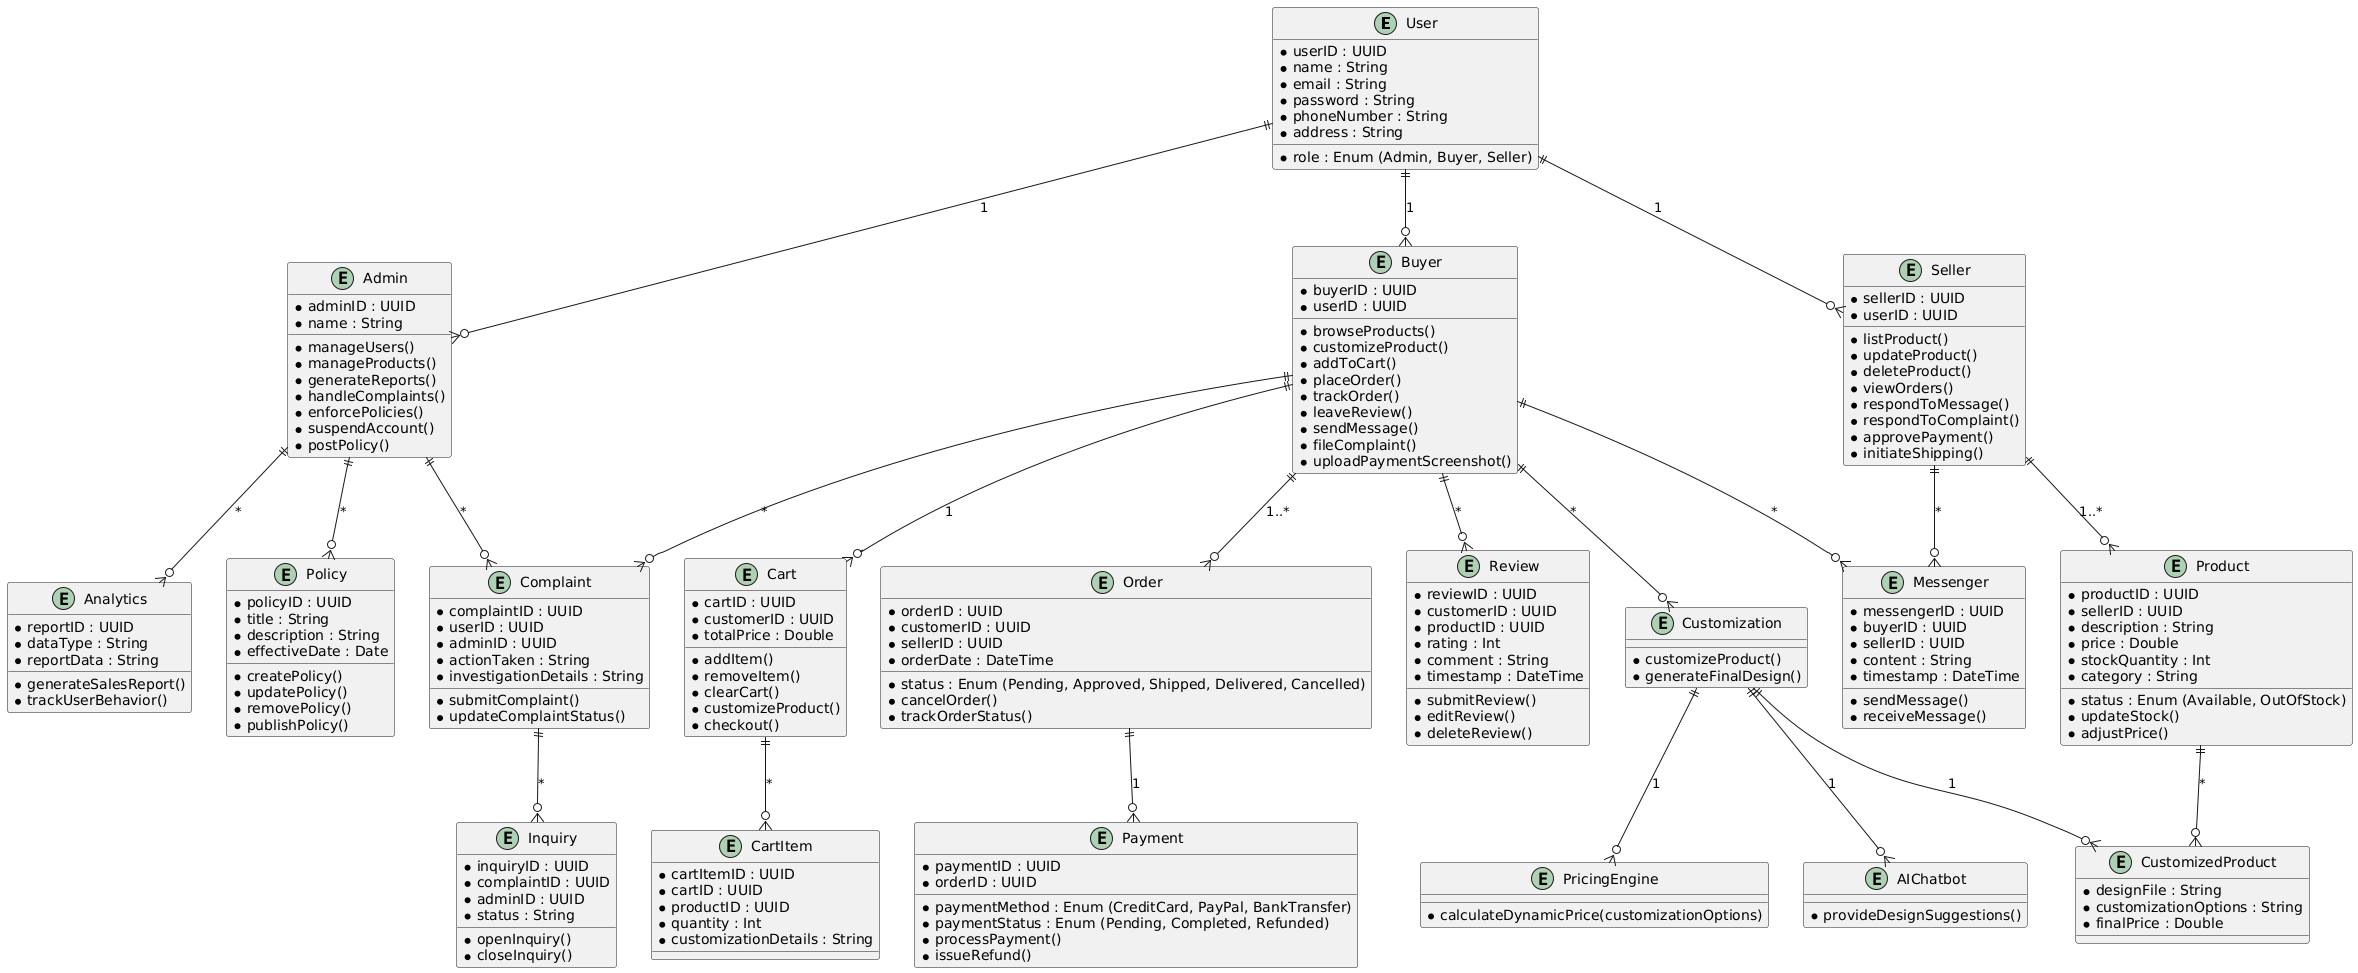 E User
* userID : UUID
* name : String
* email : String
* password : String
* phoneNumber : String
* address : String
* role : Enum (Admin, Buyer, Seller)
1
1
1
E Admin
* adminID : UUID
* name : String
* manageUsers()
* manageProducts()
* generateReports()
* handleComplaints()
* enforcePolicies()
* suspendAccount()
* postPolicy()
E Buyer
* buyerID : UUID
* userID : UUID
* browseProducts()
* customizeProduct()
* addToCart()
* placeOrder()
* trackOrder()
* leaveReview()
* sendMessage()
* fileComplaint()
* uploadPaymentScreenshot()
E Seller
* sellerID : UUID
* userID : UUID
* listProduct()
* updateProduct()
* deleteProduct()
* viewOrders()
* respondToMessage()
* respondToComplaint()
* approvePayment()
* initiateShipping()
*
*
*
*
1
1..*
*
*
*
*
1..*
E Analytics
* reportID : UUID
* dataType : String
* reportData : String
* generateSalesReport()
* trackUserBehavior()
E Policy
* policyID : UUID
* title : String
* description : String
* effectiveDate : Date
* createPolicy()
* updatePolicy()
* removePolicy()
* publishPolicy()
E Complaint
* complaintID : UUID
* userID : UUID
* adminID : UUID
* actionTaken : String
* investigationDetails : String
* submitComplaint()
* updateComplaintStatus()
E Cart
* cartID : UUID
* customerID : UUID
* totalPrice : Double
* addItem()
* removeItem()
* clearCart()
* customizeProduct()
* checkout()
E Order
* orderID : UUID
* customerID : UUID
* sellerID : UUID
* orderDate : DateTime
* status : Enum (Pending, Approved, Shipped, Delivered, Cancelled)
* cancelOrder()
* trackOrderStatus()
E Review
* reviewID : UUID
* customerID : UUID
* productID : UUID
* rating : Int
* comment : String
* timestamp : DateTime
* submitReview()
* editReview()
* deleteReview()
E Customization
* customizeProduct()
* generateFinalDesign()
E Messenger
* messengerID : UUID
* buyerID : UUID
* sellerID : UUID
* content : String
* timestamp : DateTime
* sendMessage()
* receiveMessage()
E Product
* productID : UUID
* sellerID : UUID
* description : String
* price : Double
* stockQuantity : Int
* category : String
* status : Enum (Available, OutOfStock)
* updateStock()
* adjustPrice()
*
*
1
1
1
1
*
E Inquiry
* inquiryID : UUID
* complaintID : UUID
* adminID : UUID
* status : String
* openInquiry()
* closeInquiry()
E CartItem
* cartItemID : UUID
* cartID : UUID
* productID : UUID
* quantity : Int
* customizationDetails : String
E Payment
* paymentID : UUID
* orderID : UUID
* paymentMethod : Enum (CreditCard, PayPal, BankTransfer)
* paymentStatus : Enum (Pending, Completed, Refunded)
* processPayment()
* issueRefund()
E PricingEngine
* calculateDynamicPrice(customizationOptions)
E AIChatbot
* provideDesignSuggestions()
E CustomizedProduct
* designFile : String
* customizationOptions : String
* finalPrice : Double